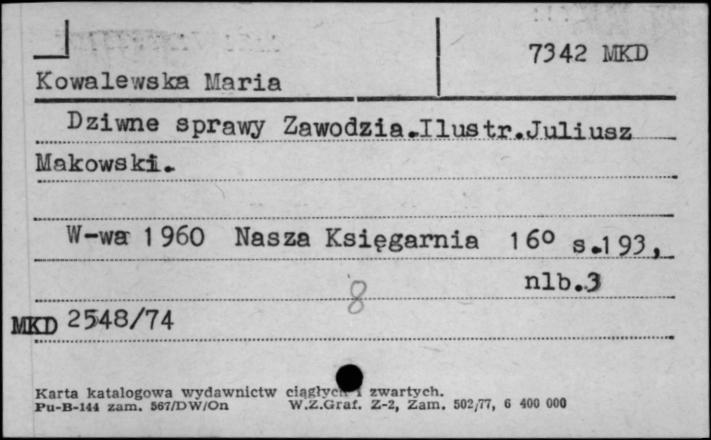 7342 MKD
Kowalewska Maria
Dziwne sprawy Zawodzia.Ilustr.Juliusz
Makowski.
W-wa 1960 Nasza Księgarnia 16° s.193,
nlb.3
8
MKD 2548/74
Karta katalogowa wydawnictw ciągłych i zwartych.
Pu-B-144 zam. 567/DW/On W.Z.Graf. Z-2, Zam. 502/77, 6 400 000